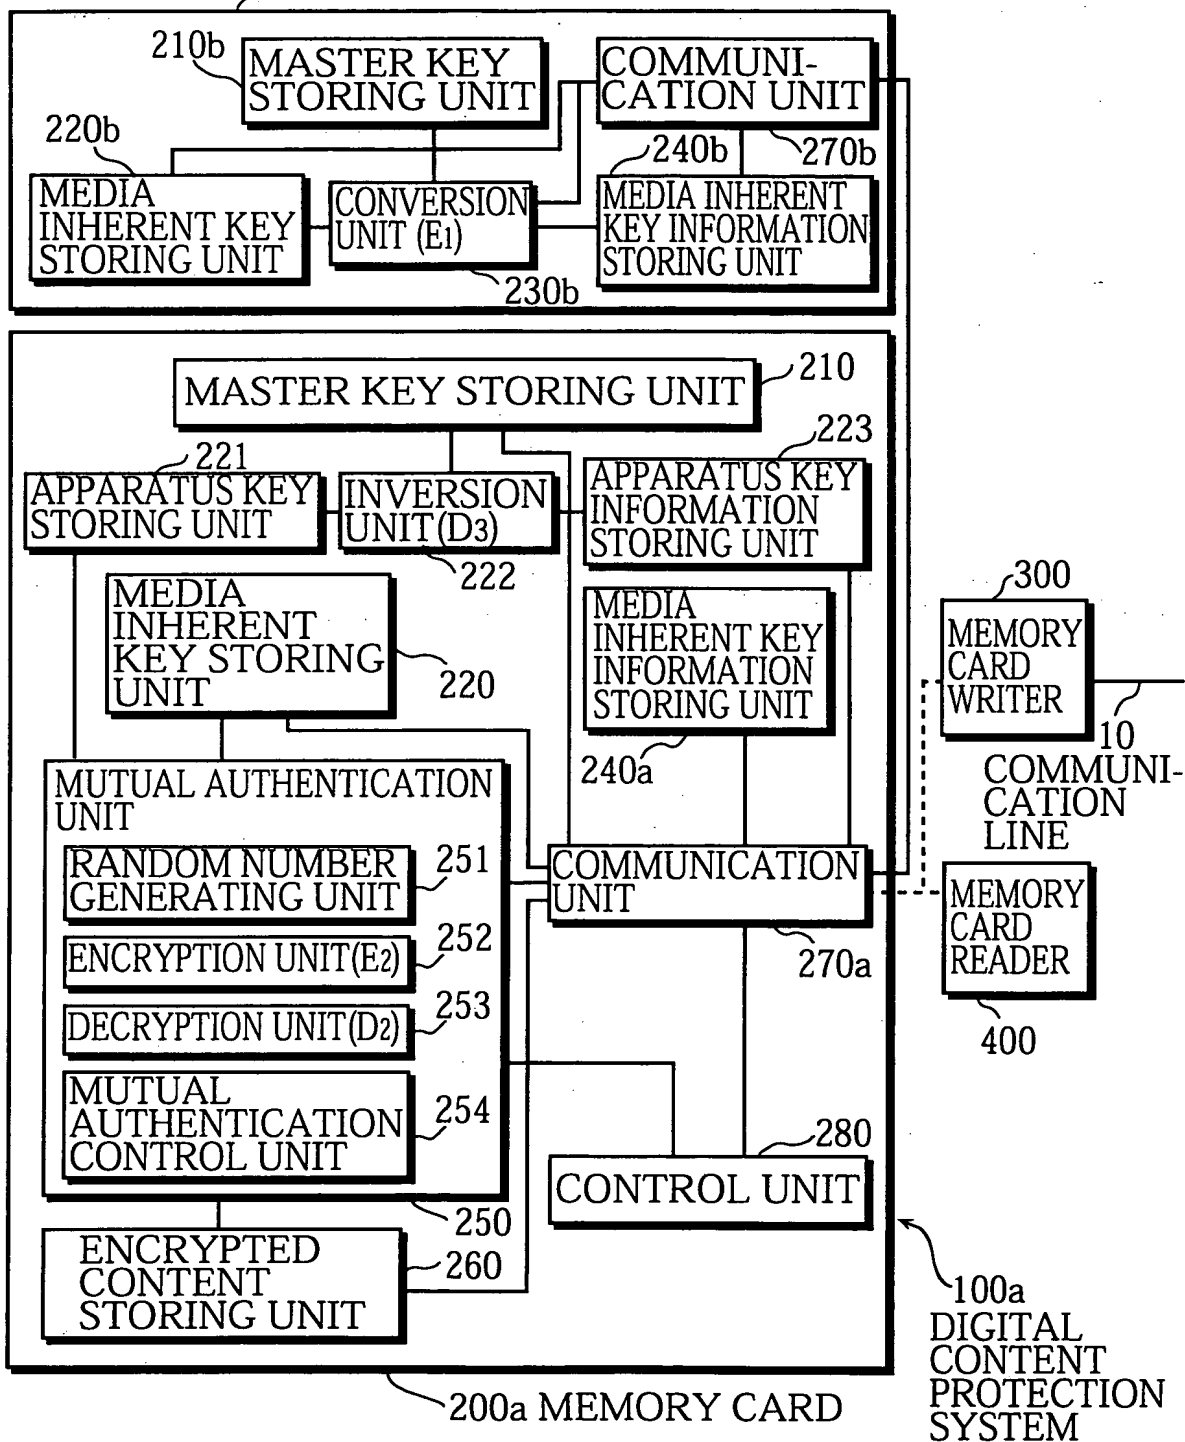 210b
MASTER KEY
STORING UNIT
COMMUNI-
CATION UNIT
270b
220b
MEDIA
INHERENT KEY
STORING UNIT
CONVERSION
UNIT (E1)
230b
240b
MEDIA INHERENT
KEY INFORMATION
STORING UNIT
MASTER KEY STORING UNIT
210
221
APPARATUS KEY
STORING UNIT
INVERSION
UNIT(D3)
222
223
APPARATUS KEY
INFORMATION
STORING UNIT
MEDIA
INHERENT
KEY STORING
UNIT
220
MEDIA
INHERENT KEY
INFORMATION
STORING UNIT
240a
300
MEMORY
CARD
WRITER
10
COMMUNI-
CATION
LINE
MUTUAL AUTHENTICATION
UNIT
RANDOM NUMBER
GENERATING UNIT
251
ENCRYPTION UNIT(E2)
252
DECRYPTION UNIT(D2)
253
MUTUAL
AUTHENTICATION
CONTROL UNIT
254
250
COMMUNICATION
UNIT
270a
MEMORY
CARD
READER
400
280
CONTROL UNIT
ENCRYPTED
CONTENT
STORING UNIT
260
100a
DIGITAL
CONTENT
PROTECTION
SYSTEM
200a MEMORY CARD